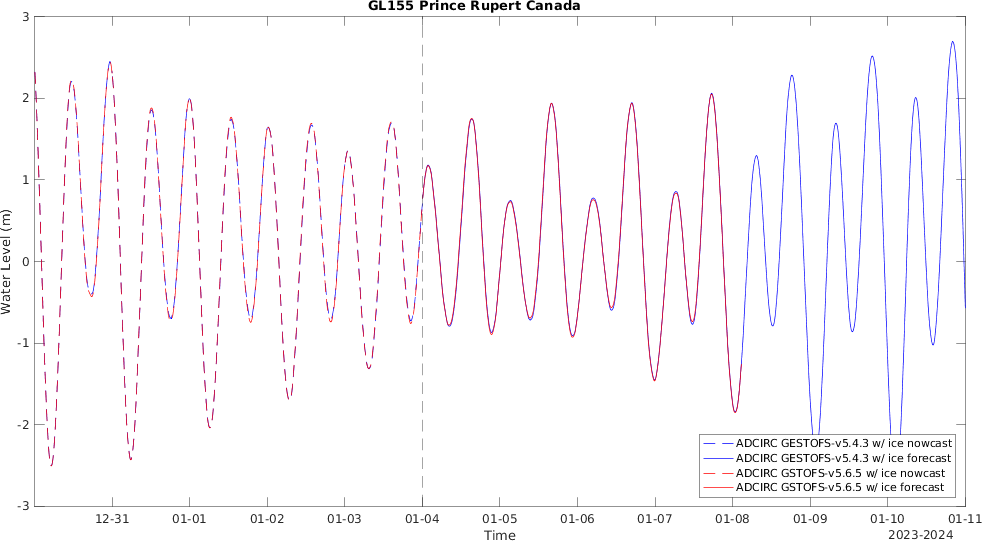 GL155 Prince Rupert Canada
3
2
1
0
-1
-2
-3
Water Level (m)
ADCIRC GESTOFS-v5.4.3 w/ ice nowcast
ADCIRC GESTOFS-v5.4.3 w/ ice forecast
ADCIRC GSTOFS-v5.6.5 w/ ice nowcast
ADCIRC GSTOFS-v5.6.5 w/ ice forecast
12-31 01-01 01-02 01-03 01-04 01-05 01-06 01-07 01-08 01-09 01-10 01-11
Time
2023-2024